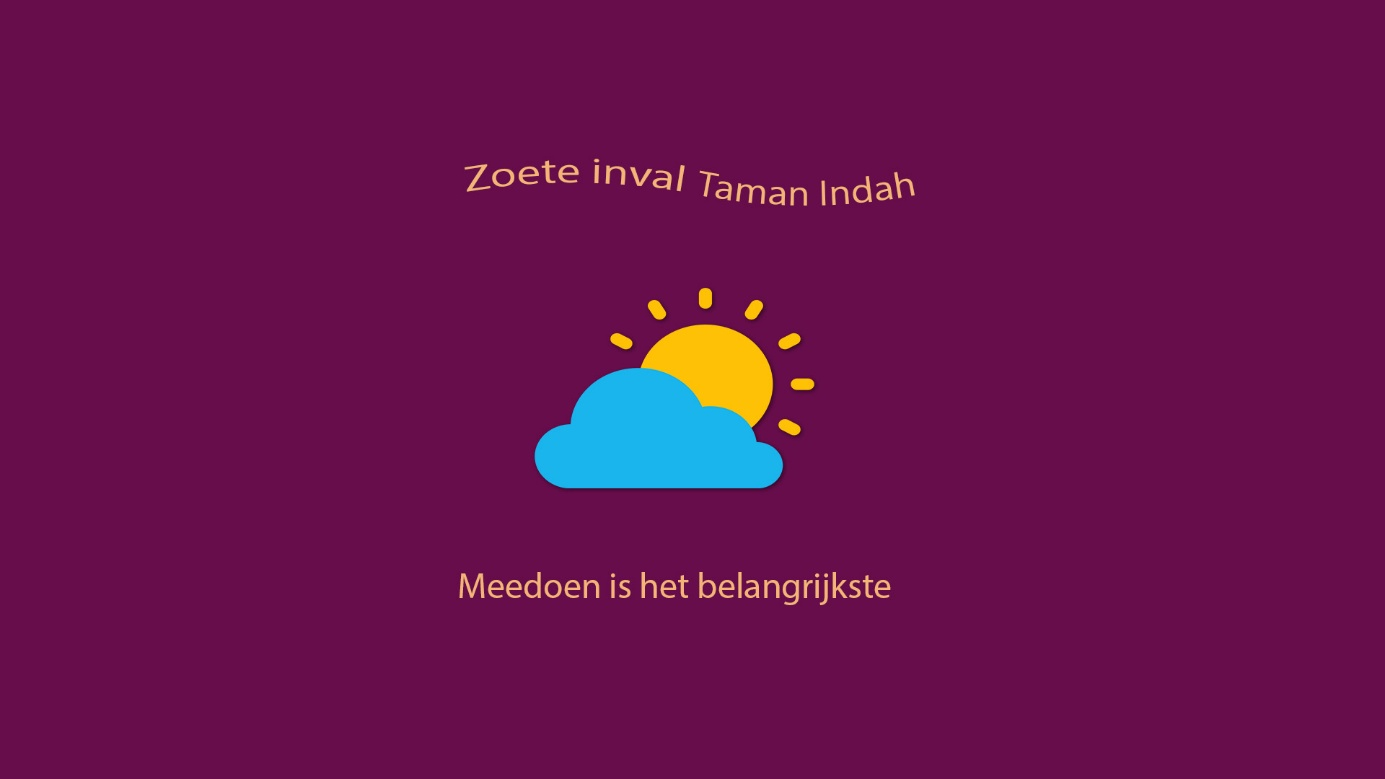 Zoete inval Taman Indah
Meedoen is het belangrijkste